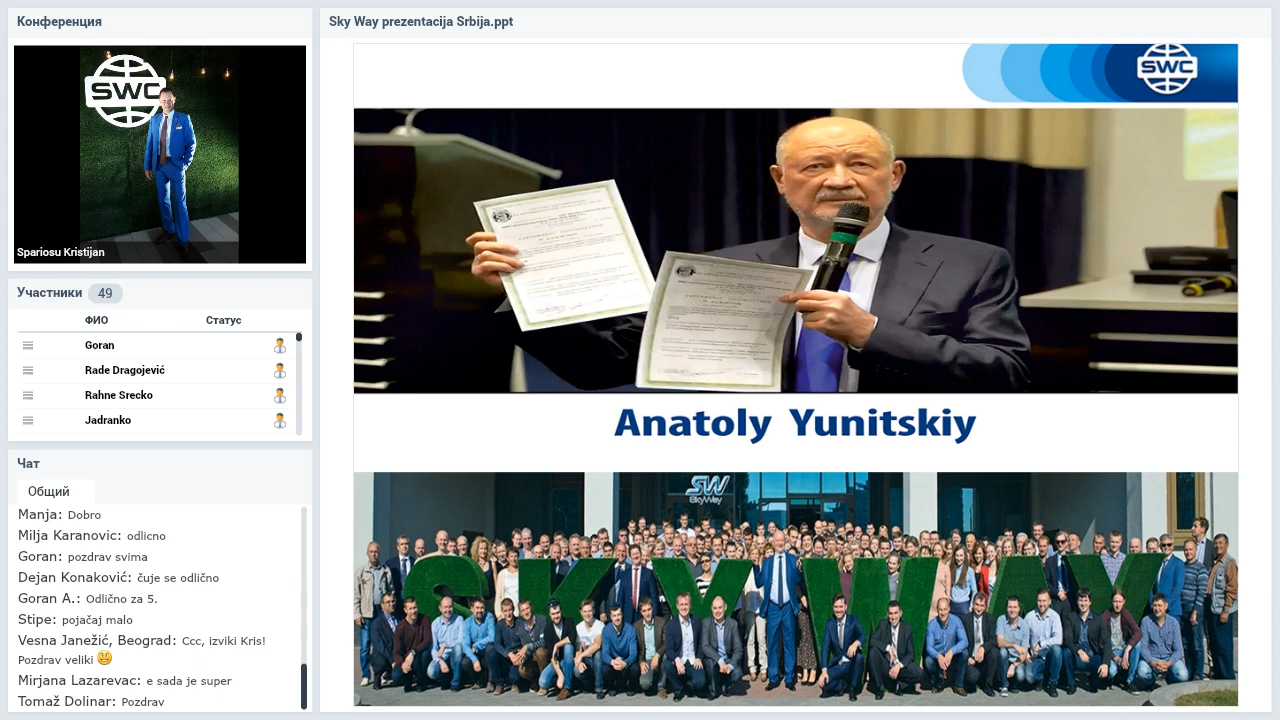 Конференция
SWC
Spariosu Kristijan
Участники 49
ФИО Статус
Goran
Rade Dragojević
Rahne Srecko
Jadranko
Чат
Общий
Manja: Dobro
Milja Karanovic: odlicno
Goran: pozdrav svima
Dejan Konaković: čuje se odlično
Goran A.: Odlično za 5.
Stipe: pojačaj malo
Vesna Janežić, Beograd: Ccc, izviki Kris!
Pozdrav veliki
Mirjana Lazarevac: e sada je super
Tomaž Dolinar: Pozdrav
Sky Way prezentacija Srbija.ppt
SWC
Anatoly Yunitskiy
SW
SkyWay
SKYWAY